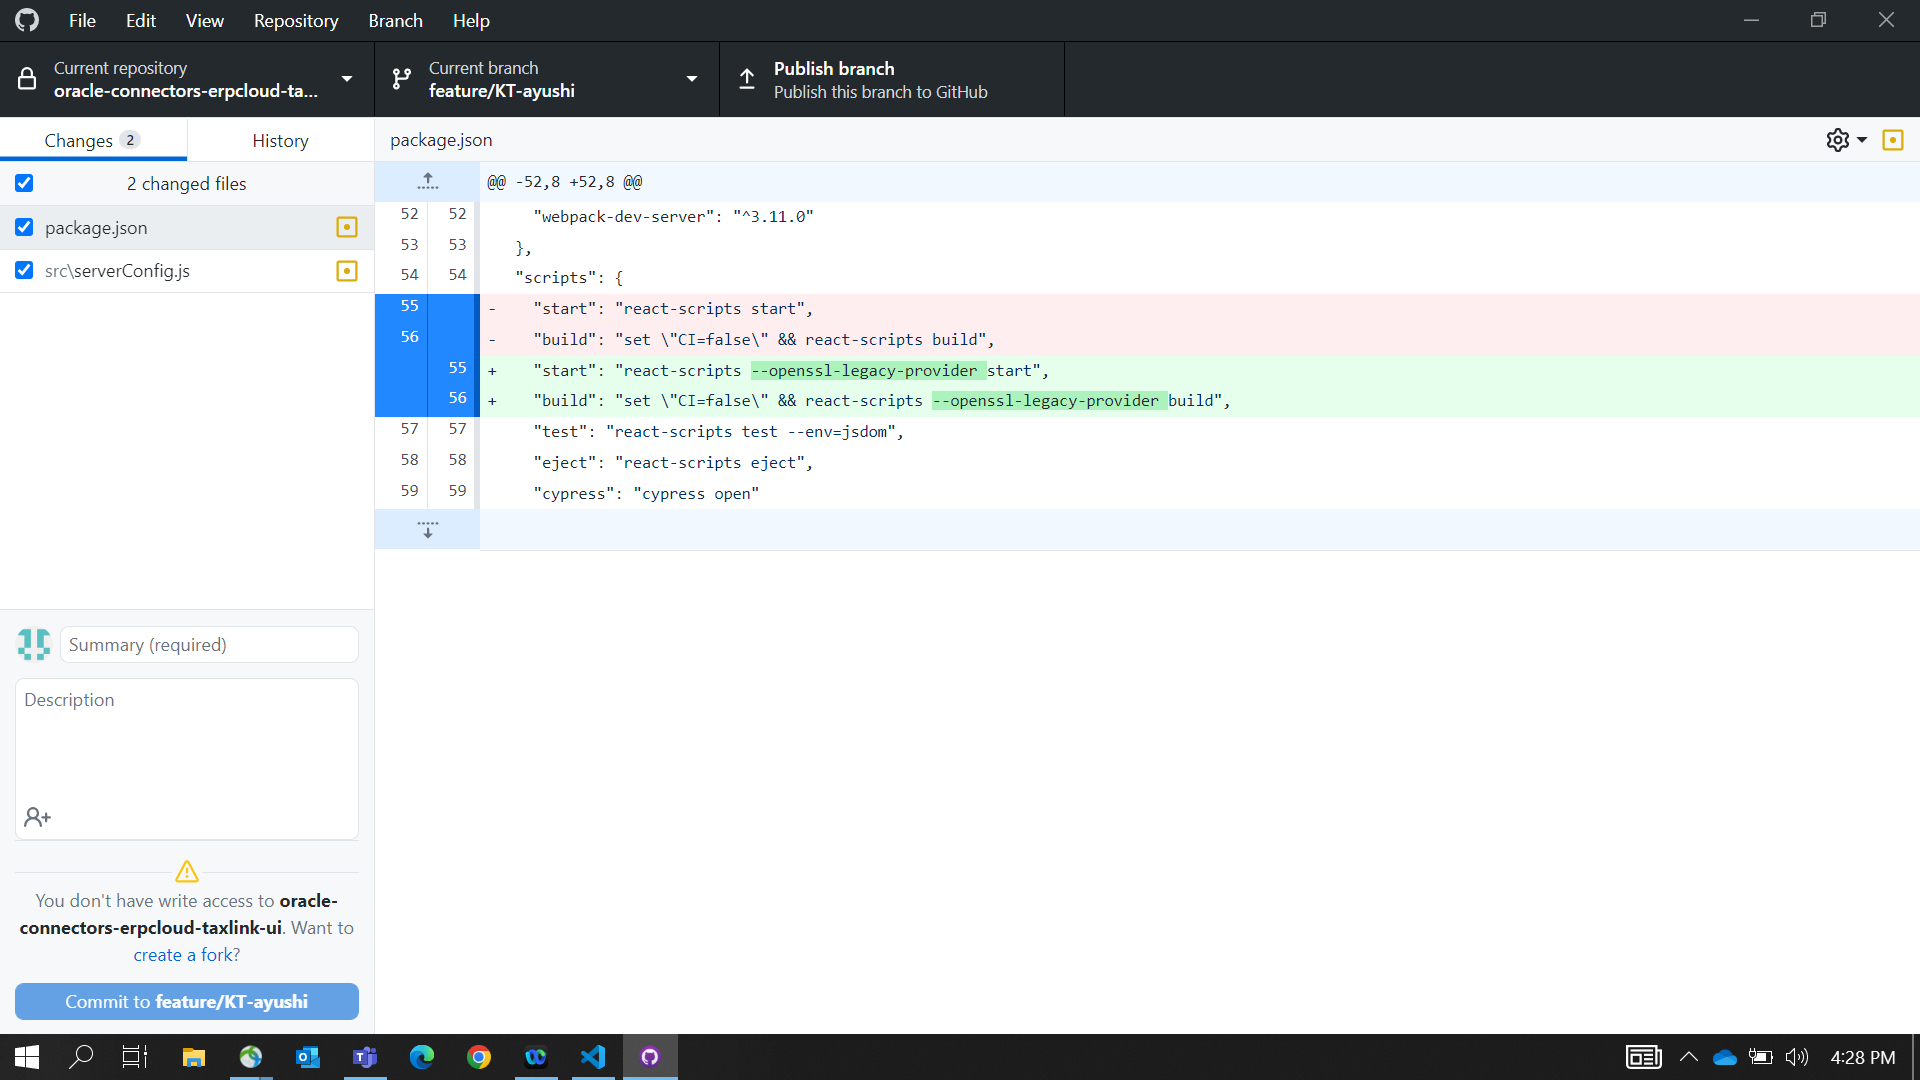 File Edit View Repository Branch Help
Current repository
oracle-connectors-erpcloud-ta...
Current branch
feature/KT-ayushi
Publish branch
Publish this branch to GitHub
Changes 2
History
package.json
2 changed files
package.json
src\serverConfig.js
@@ -52,8 +52,8 @@
52 52 "webpack-dev-server": "^3.11.0"
53 53 },
54 54 "scripts": {
55 - "start": "react-scripts start",
56 - "build": "set \"CI=false\" && react-scripts build",
55 + "start": "react-scripts --openssl-legacy-provider start",
56 + "build": "set \"CI=false\" && react-scripts --openssl-legacy-provider build",
57 57 "test": "react-scripts test --env=jsdom",
58 58 "eject": "react-scripts eject",
59 59 "cypress": "cypress open"
Summary (required)
Description
You don't have write access to oracle-
connectors-erpcloud-taxlink-ui. Want to
create a fork?
Commit to feature/KT-ayushi
4:28 PM